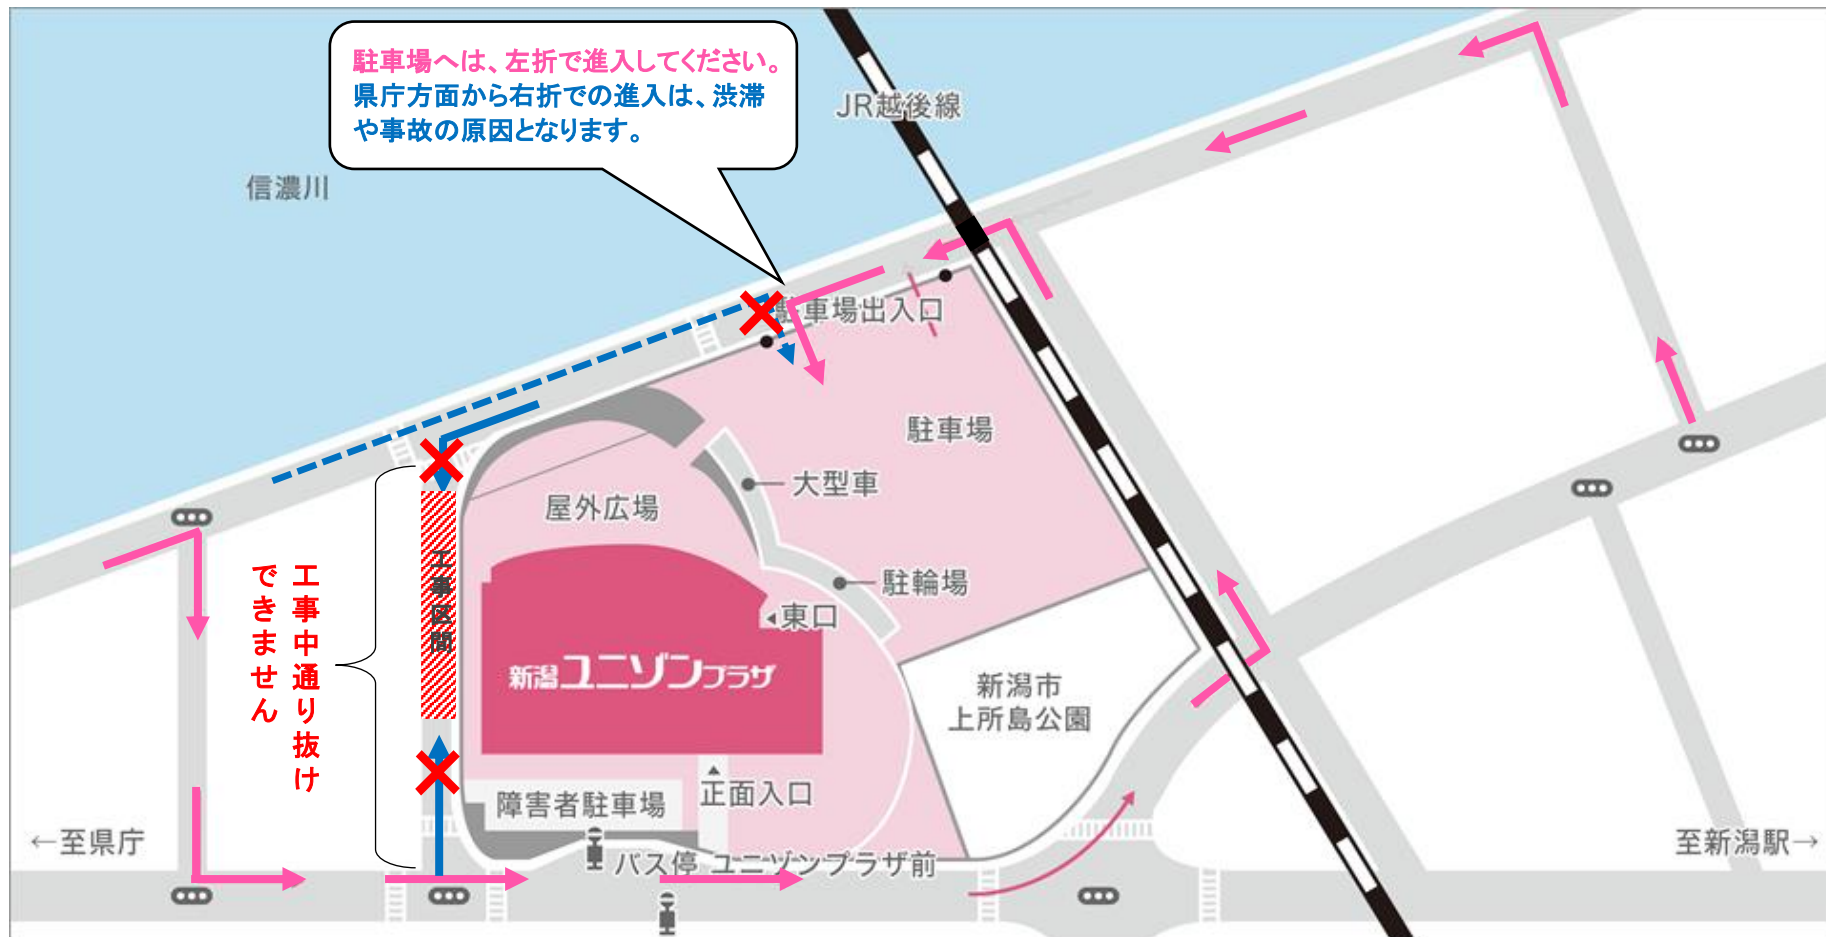 駐車場へは、左折で進入してください。
県庁方面から右折での進入は、渋滞
や事故の原因となります。
JR越後線
信濃川
駐車場出入口
駐車場
大型車
屋外広場
駐輪場
東口
工事区間
工事中通り抜け
できません
新潟ユニゾンプラザ
新潟市
上所島公園
障害者駐車場
正面入口
←至県庁
至新潟駅→
バス停 ユニゾンプラザ前